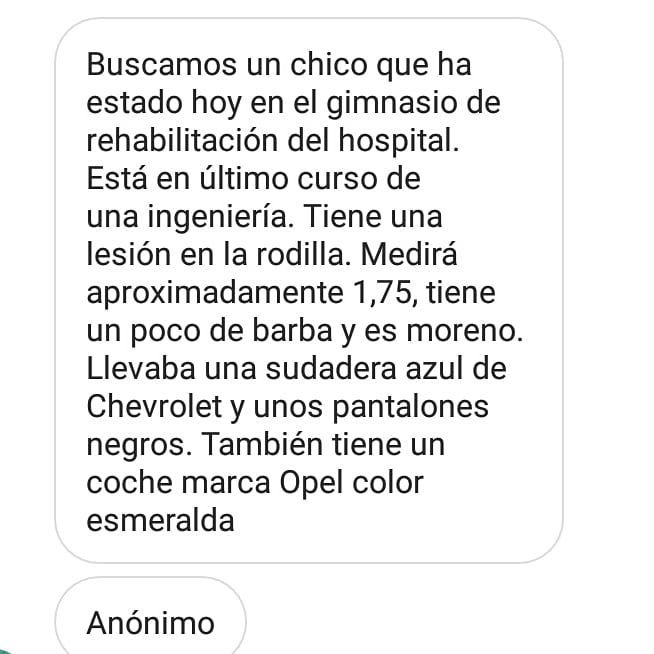 Buscamos un chico que ha
estado hoy en el gimnasio de
rehabilitación del hospital.
Está en último curso de
una ingeniería. Tiene una
lesión en la rodilla. Medirá
aproximadamente 1,75, tiene
un poco de barba y es moreno.
Llevaba una sudadera azul de
Chevrolet y unos pantalones
negros. También tiene un
coche marca Opel color
esmeralda
Anónimo